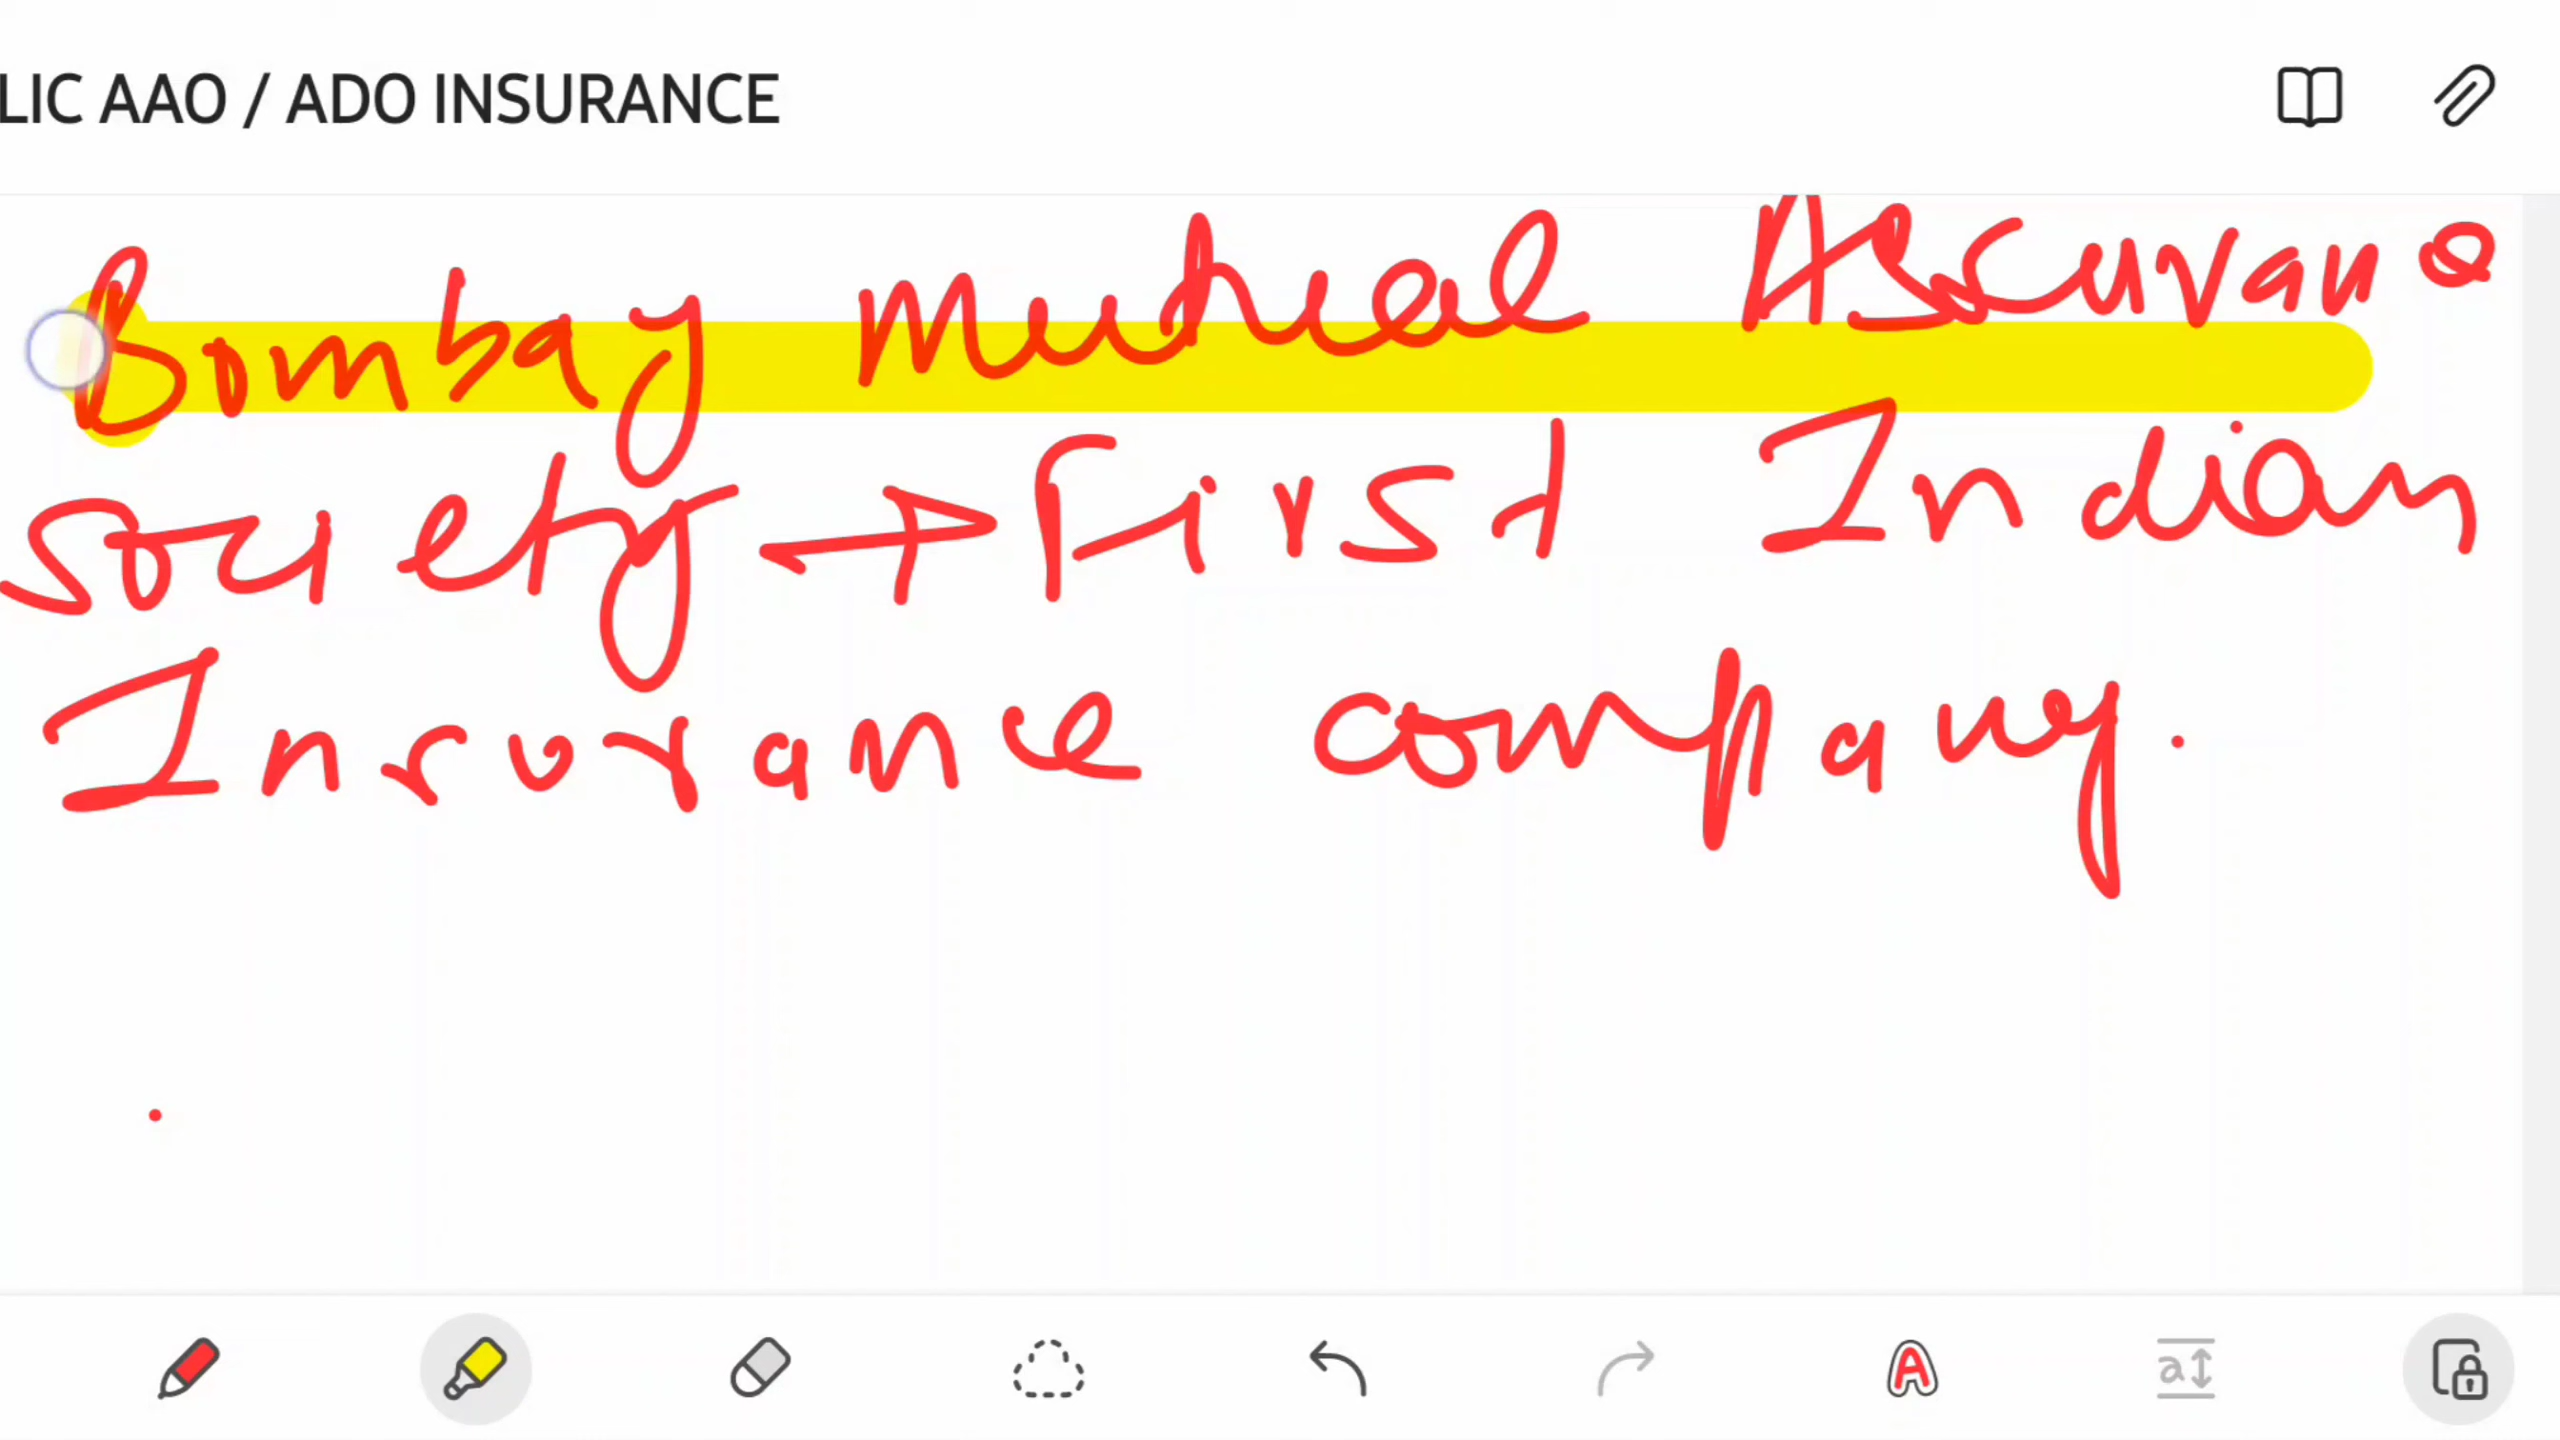 LIC AAO / ADO INSURANCE
Bombay Mutual Assurance
society → First Indian
Insurance company.
A
a